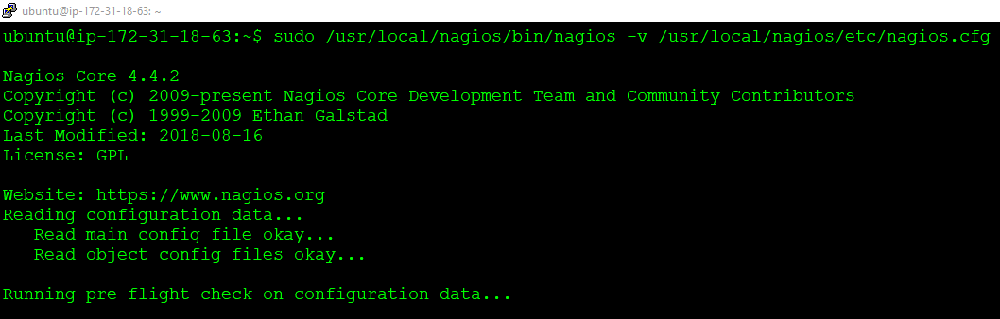 ubuntu@ip-172-31-18-63: ~
ubuntu@ip-172-31-18-63:~$ sudo /usr/local/nagios/bin/nagios -v /usr/local/nagios/etc/nagios.cfg
Nagios Core 4.4.2
Copyright (c) 2009-present Nagios Core Development Team and Community Contributors
Copyright (c) 1999-2009 Ethan Galstad
Last Modified: 2018-08-16
License: GPL
Website: https://www.nagios.org
Reading configuration data...
Read main config file okay...
Read object config files okay...
Running pre-flight check on configuration data...